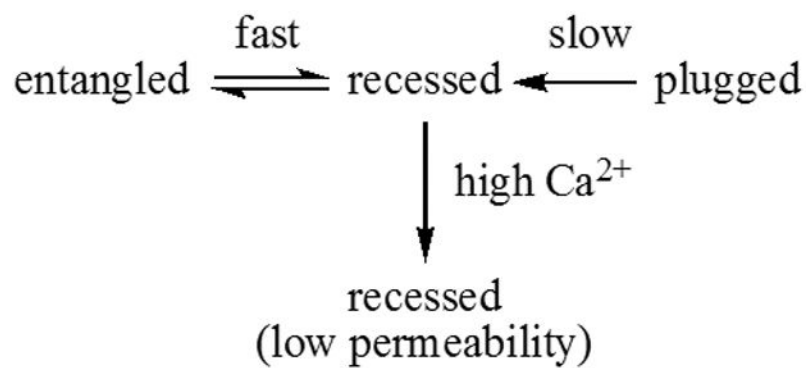 fast slow
entangled recessed plugged
high Ca²⁺
recessed
(low permeability)